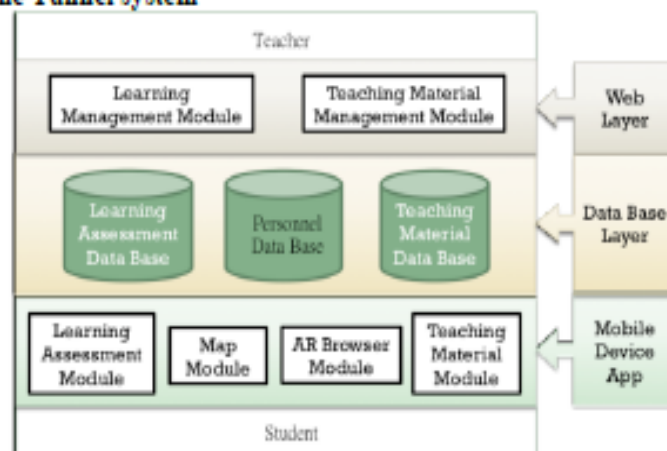 Tunnel system
Teacher
Learning
Management Module
Teaching Material
Management Module
Web
Layer
Learning
Assessment
Data Base
Personnel
Data Base
Teaching
Material
Data Base
Data Base
Layer
Learning
Assessment
Module
Map
Module
AR Browser
Module
Teaching
Material
Module
Mobile
Device
App
Student